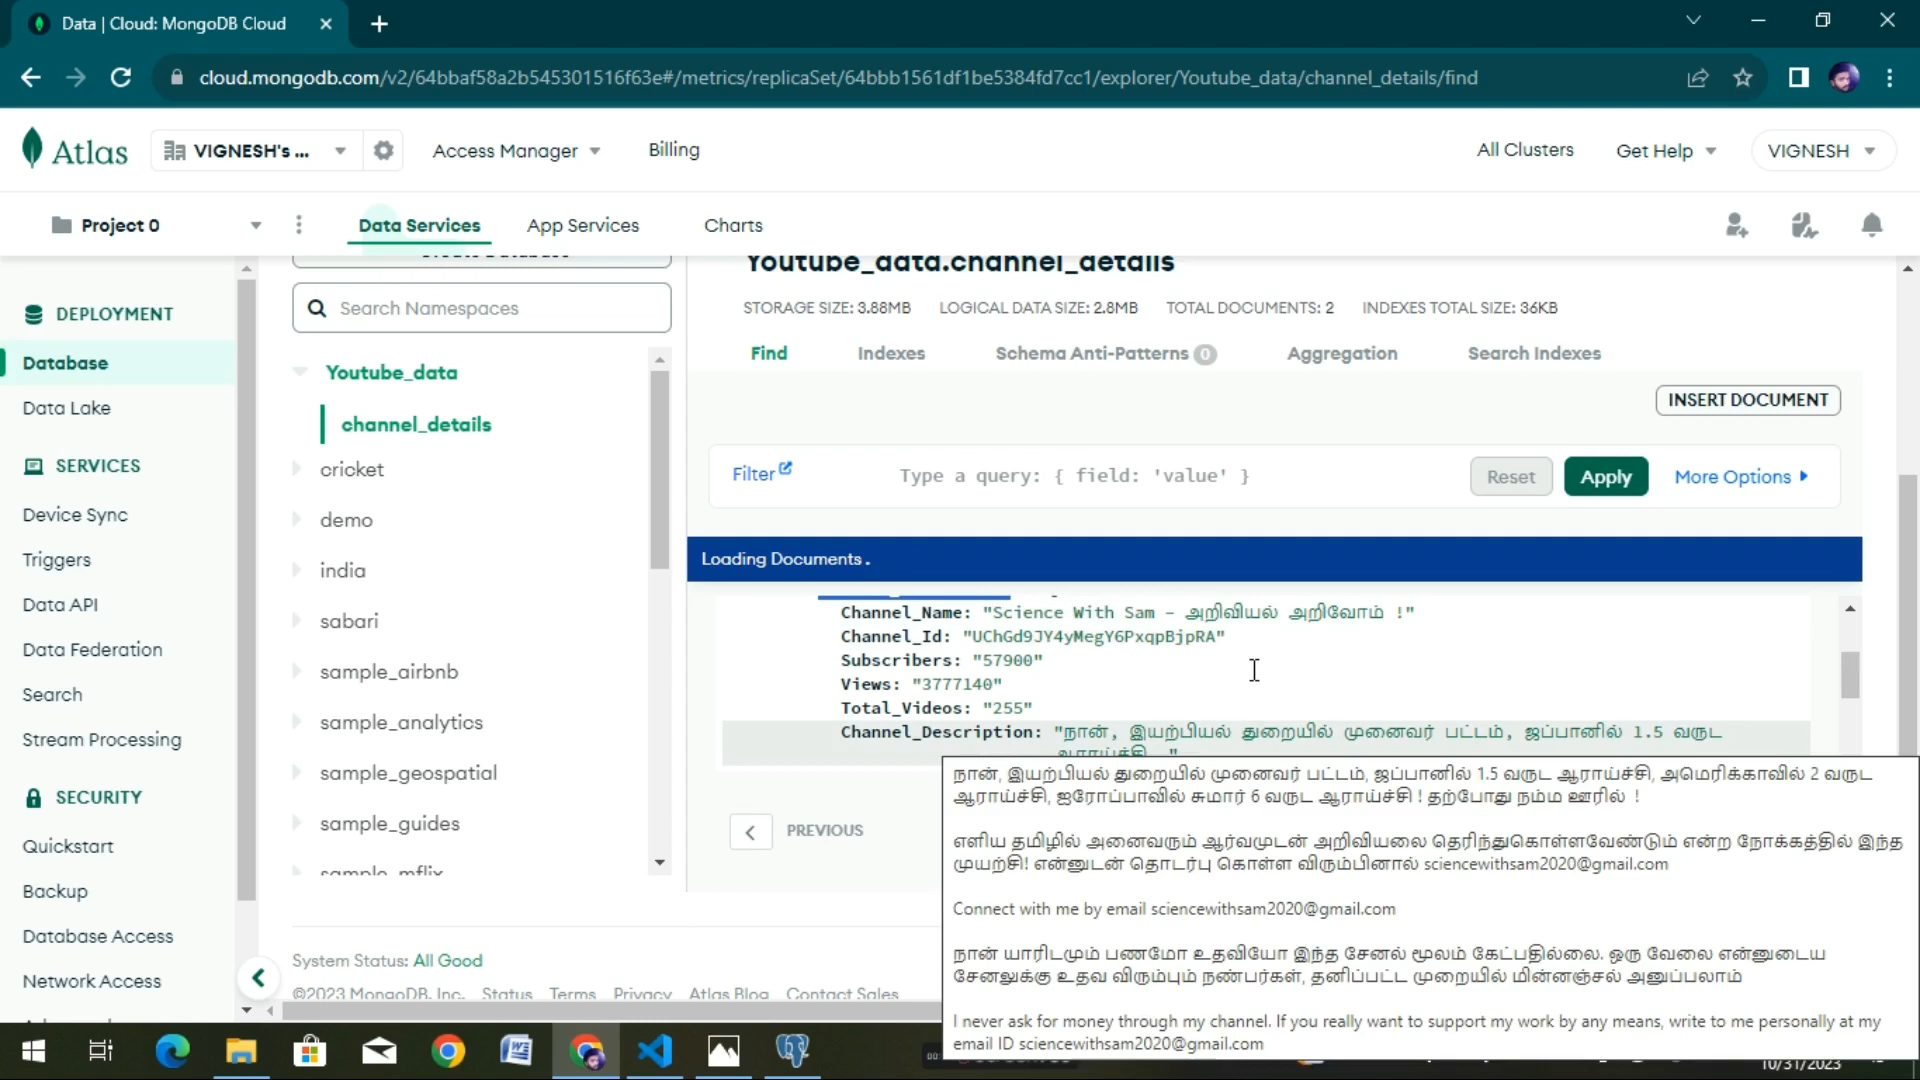 Data | Cloud: MongoDB Cloud
cloud.mongodb.com/v2/64bbaf58a2b545301516f63e#/metrics/replicaSet/64bbb1561df1be5384fd7cc1/explorer/Youtube_data/channel_details/find
Atlas
VIGNESH's ...
Access Manager
Billing
All Clusters
Get Help
VIGNESH
Project 0
Data Services
App Services
Charts
DEPLOYMENT
Database
Data Lake
SERVICES
Device Sync
Triggers
Data API
Data Federation
Search
Stream Processing
SECURITY
Quickstart
Backup
Database Access
Network Access
Create Database
Search Namespaces
Youtube_data
channel_details
cricket
demo
india
sabari
sample_airbnb
sample_analytics
sample_geospatial
sample_guides
sample_mflix
Youtube_data.channel_details
STORAGE SIZE: 3.88MB LOGICAL DATA SIZE: 2.8MB TOTAL DOCUMENTS: 2 INDEXES TOTAL SIZE: 36KB
Find Indexes Schema Anti-Patterns 0 Aggregation Search Indexes
INSERT DOCUMENT
Filter Type a query: { field: 'value' } Reset Apply More Options
Loading Documents .
Channel_Name: "Science With Sam - அறிவியல் அறிவோம் !"
Channel_Id: "UChGd9JY4yMegY6PxqpBjpRA"
Subscribers: "57900"
Views: "3777140"
Total_Videos: "255"
Channel_Description: "நான், இயற்பியல் துறையில் முனைவர் பட்டம், ஜப்பானில் 1.5 வருட
ஆராய்ச்சி,…"
PREVIOUS
நான், இயற்பியல் துறையில் முனைவர் பட்டம், ஜப்பானில் 1.5 வருட ஆராய்ச்சி, அமெரிக்காவில் 2 வருட
ஆராய்ச்சி, ஐரோப்பாவில் சுமார் 6 வருட ஆராய்ச்சி ! தற்போது நம்ம ஊரில் !
எளிய தமிழில் அனைவரும் ஆர்வமுடன் அறிவியலை தெரிந்துகொள்ளவேண்டும் என்ற நோக்கத்தில் இந்த
முயற்சி! என்னுடன் தொடர்பு கொள்ள விரும்பினால் sciencewithsam2020@gmail.com
Connect with me by email sciencewithsam2020@gmail.com
நான் யாரிடமும் பணமோ உதவியோ இந்த சேனல் மூலம் கேட்பதில்லை. ஒரு வேலை என்னுடைய
சேனலுக்கு உதவ விரும்பும் நண்பர்கள், தனிப்பட்ட முறையில் மின்னஞ்சல் அனுப்பலாம்
I never ask for money through my channel. If you really want to support my work by any means, write to me personally at my
email ID sciencewithsam2020@gmail.com
System Status: All Good
©2023 MongoDB, Inc. Status Terms Privacy Atlas Blog Contact Sales
10/31/2023